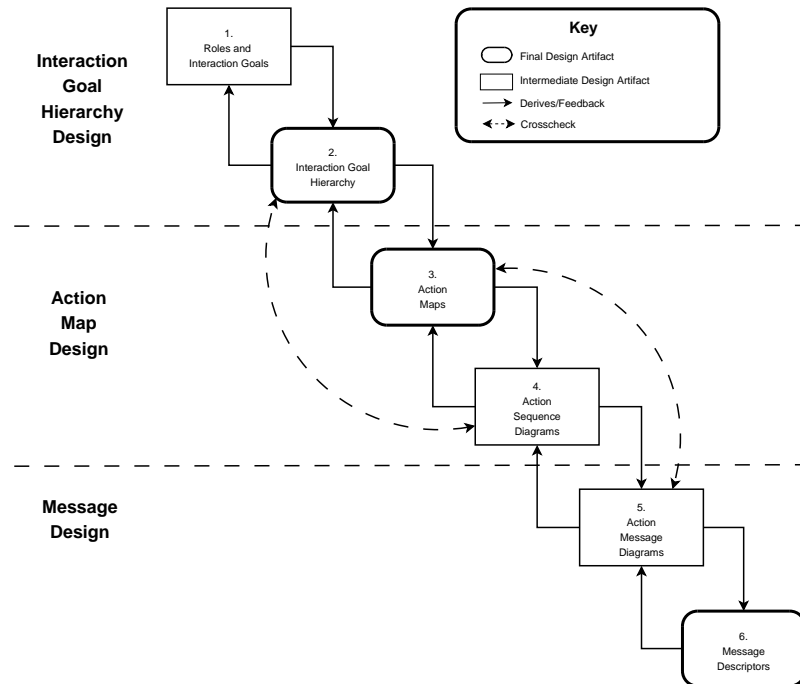 Interaction
Goal
Hierarchy
Design
1.
Roles and
Interaction Goals
2.
Interaction Goal
Hierarchy
Key
Final Design Artifact
Intermediate Design Artifact
Derives/Feedback
Crosscheck
Action
Map
Design
3.
Action
Maps
4.
Action
Sequence
Diagrams
Message
Design
5.
Action
Message
Diagrams
6.
Message
Descriptors